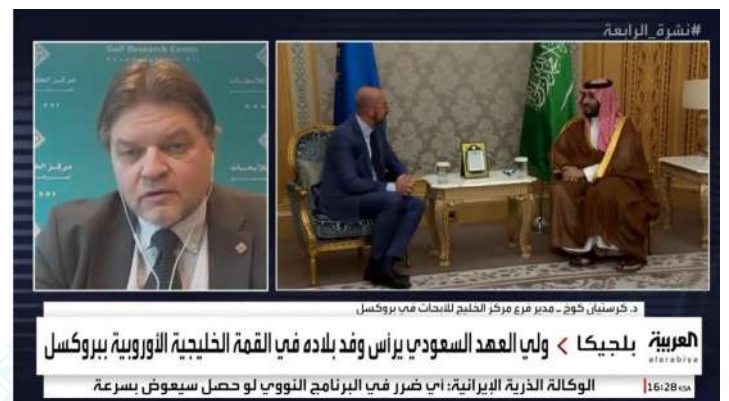 #نشرة_الرابعة
Gulf Research Center
د. كرستيان كوخ - مدير فرع مركز الخليج للأبحاث في بروكسل
العربية
alarabiya
بلجيكا > ولي العهد السعودي يرأس وفد بلاده في القمة الخليجية الأوروبية ببروكسل
16:28 KSA
الوكالة الذرية الإيرانية: أي ضرر في البرنامج النووي لو حصل سيعوض بسرعة